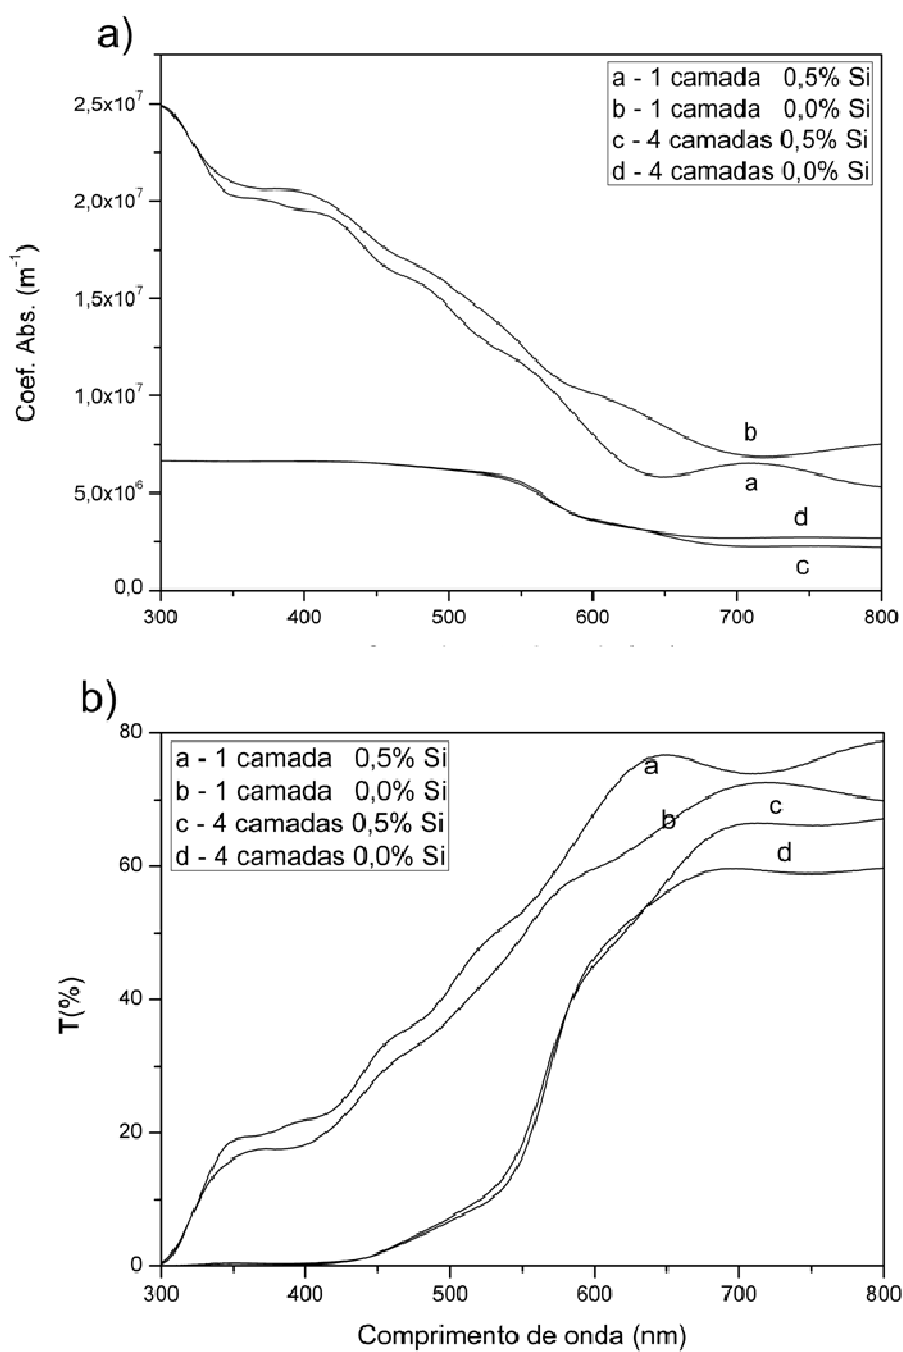 a)
a - 1 camada 0,5% Si
b - 1 camada 0,0% Si
c - 4 camadas 0,5% Si
d - 4 camadas 0,0% Si
Coef. Abs. (m⁻¹)
2,5x10⁷
2,0x10⁷
1,5x10⁷
1,0x10⁷
5,0x10⁶
0,0
b
a
d
c
300 400 500 600 700 800
b)
a - 1 camada 0,5% Si
b - 1 camada 0,0% Si
c - 4 camadas 0,5% Si
d - 4 camadas 0,0% Si
T(%)
80
60
40
20
0
a
b
c
d
300 400 500 600 700 800
Comprimento de onda (nm)